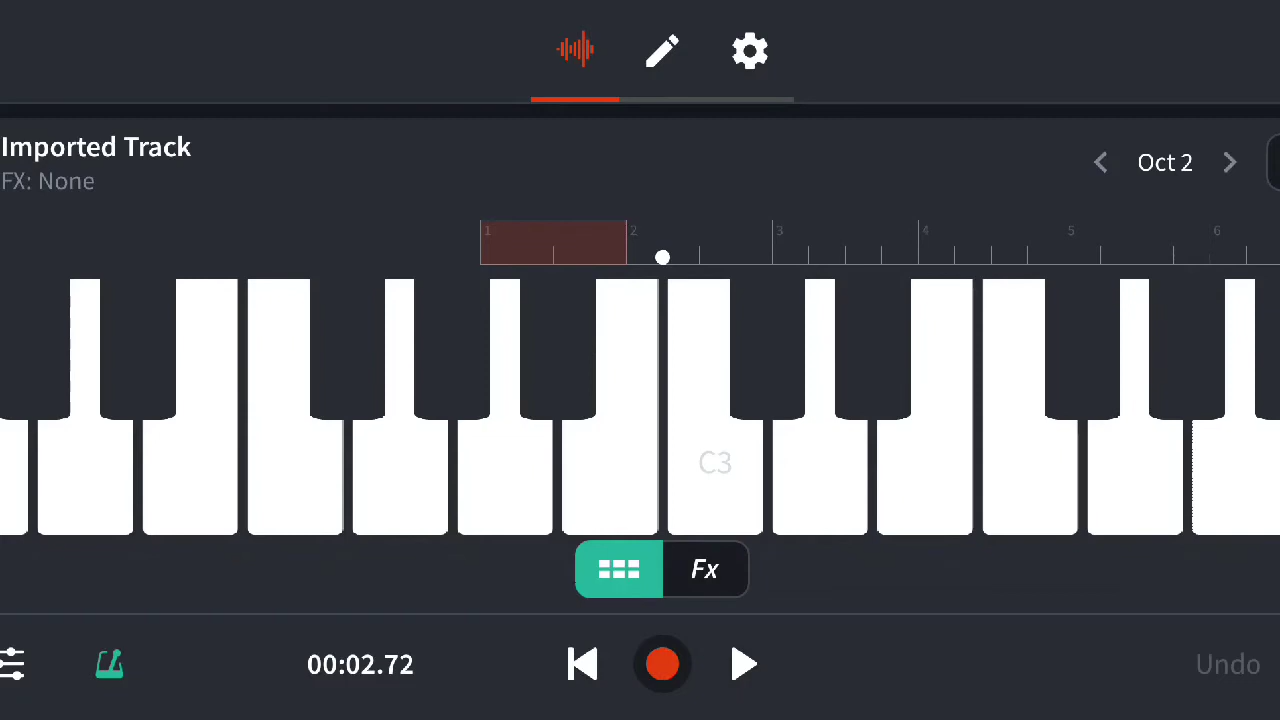 Imported Track
FX: None
Oct 2
1 2 3 4 5 6
C3
Fx
00:02.72
Undo